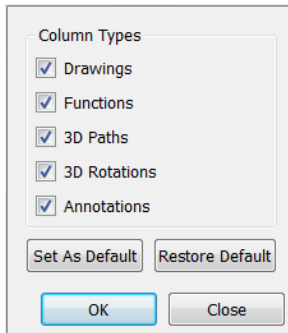 Column Types
Drawings
Functions
3D Paths
3D Rotations
Annotations
Set As Default Restore Default
OK Close